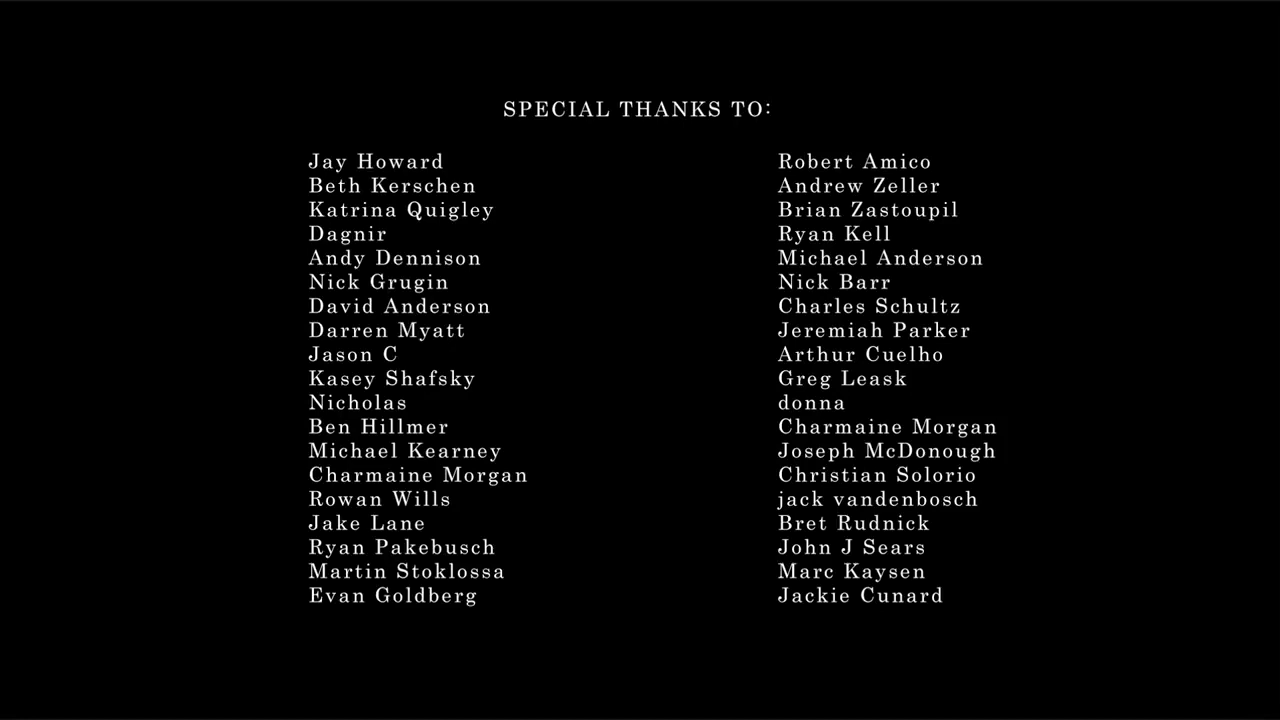 SPECIAL THANKS TO:
Jay Howard
Beth Kerschen
Katrina Quigley
Dagnir
Andy Dennison
Nick Grugin
David Anderson
Darren Myatt
Jason C
Kasey Shafsky
Nicholas
Ben Hillmer
Michael Kearney
Charmaine Morgan
Rowan Wills
Jake Lane
Ryan Pakebusch
Martin Stoklossa
Evan Goldberg
Robert Amico
Andrew Zeller
Brian Zastoupil
Ryan Kell
Michael Anderson
Nick Barr
Charles Schultz
Jeremiah Parker
Arthur Cuelho
Greg Leask
donna
Charmaine Morgan
Joseph McDonough
Christian Solorio
jack vandenbosch
Bret Rudnick
John J Sears
Marc Kaysen
Jackie Cunard